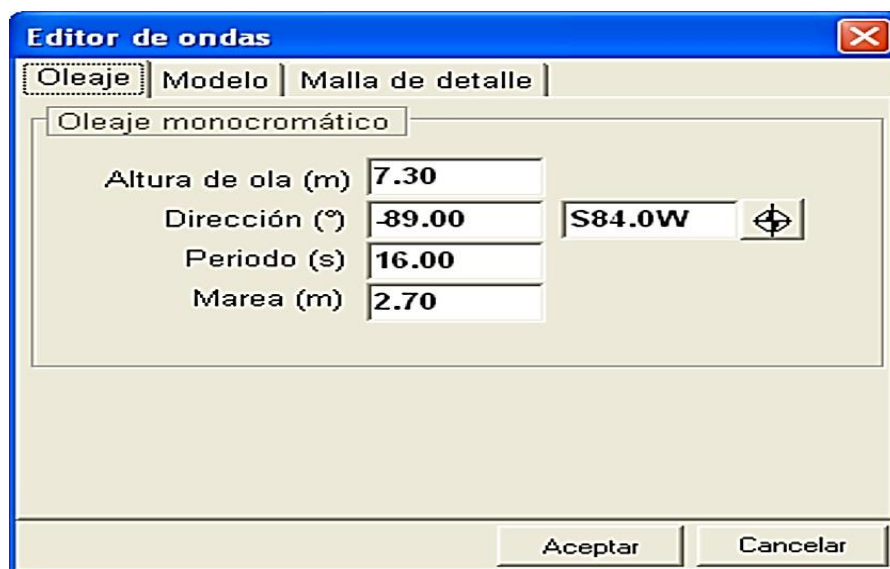 Editor de ondas
Oleaje Modelo Malla de detalle
Oleaje monocromático
Altura de ola (m) 7.30
Dirección (º) -89.00 S84.0W
Periodo (s) 16.00
Marea (m) 2.70
Aceptar Cancelar